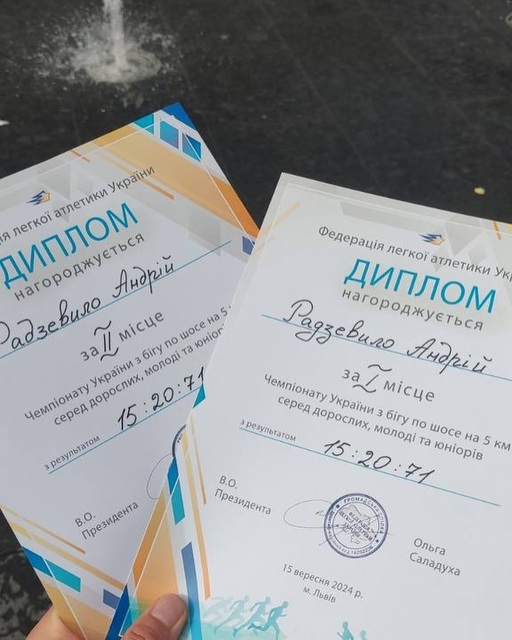 ія легкої атлетики України
ДИПЛОМ
нагороджується
Радзевило Андрій
за II місце
Чемпіонату України з бігу по шосе на 5
серед дорослих, молоді та юніорі
з результатом 15:20:71
В.О.
Президента
Федерація легкої атлетики Укр
ДИПЛОМ
нагороджується
Радзевило Андрій
за I місце
Чемпіонату України з бігу по шосе на 5 км
серед дорослих, молоді та юніорів
з результатом 15:20:71
В.О.
Президента
Ольга
Саладуха
15 вересня 2024 р.
м. Львів